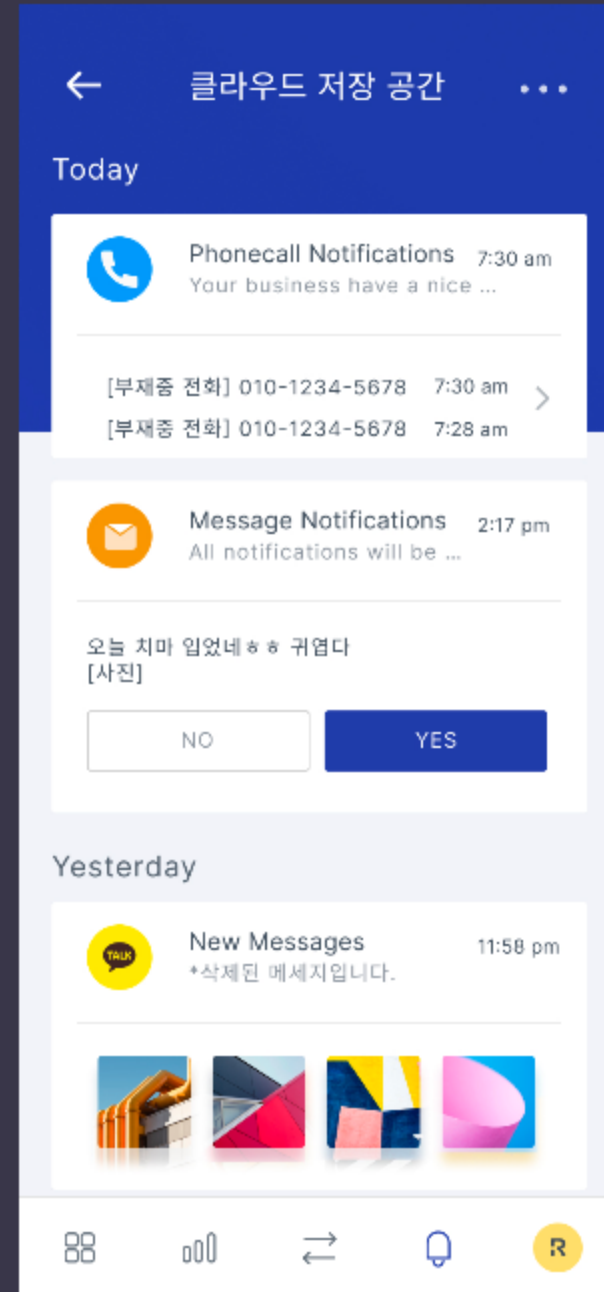 클라우드 저장 공간
Today
Phonecall Notifications 7:30 am
Your business have a nice ...
[부재중 전화] 010-1234-5678 7:30 am
[부재중 전화] 010-1234-5678 7:28 am
Message Notifications 2:17 pm
All notifications will be ...
오늘 치마 입었네ㅎㅎ 귀엽다
[사진]
NO YES
Yesterday
TALK New Messages 11:58 pm
*삭제된 메세지입니다.
R